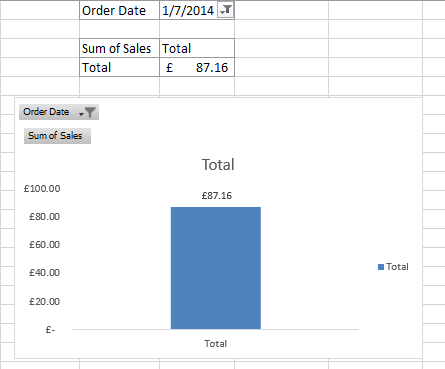 Order Date 1/7/2014
Sum of Sales Total
Total £ 87.16
Order Date
Sum of Sales
Total
£100.00
£87.16
£80.00
£60.00
£40.00
Total
£20.00
£-
Total